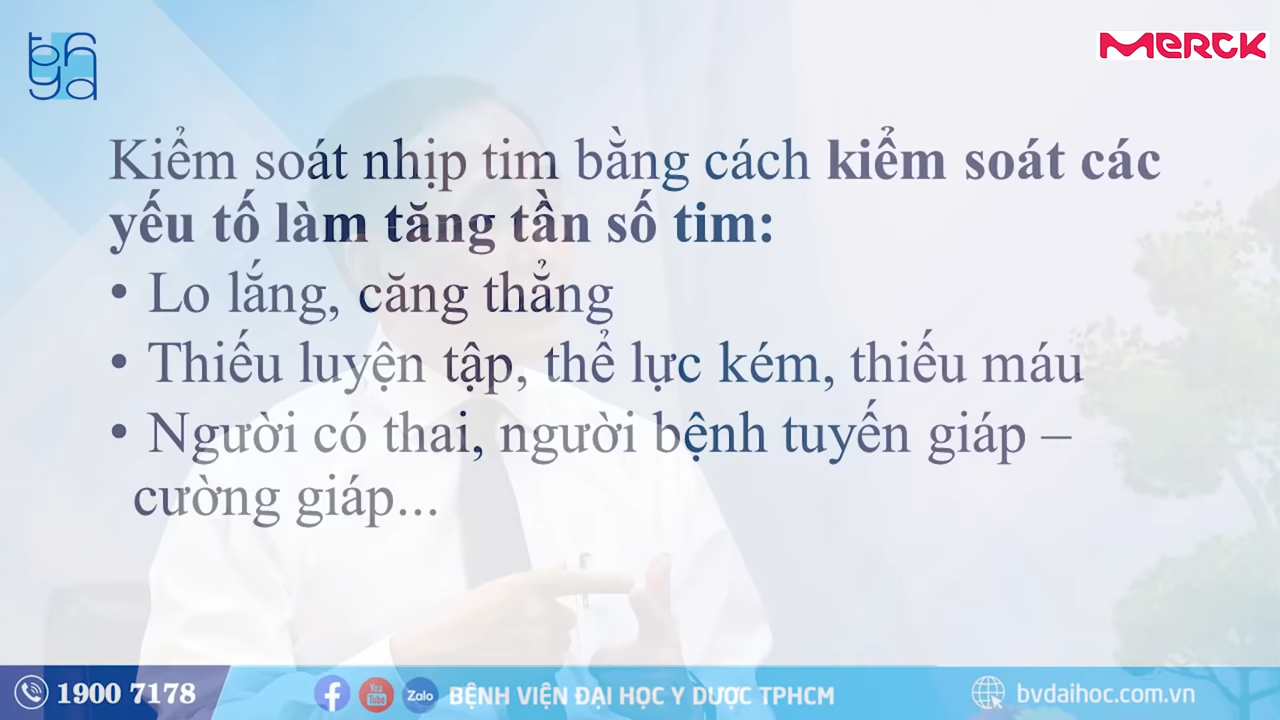 MERCK
Kiểm soát nhịp tim bằng cách kiểm soát các
yếu tố làm tăng tần số tim:
• Lo lắng, căng thẳng
• Thiếu luyện tập, thể lực kém, thiếu máu
• Người có thai, người bệnh tuyến giáp –
cường giáp...
1900 7178
You Tube
Zalo
BỆNH VIỆN ĐẠI HỌC Y DƯỢC TPHCM
bvdaihoc.com.vn